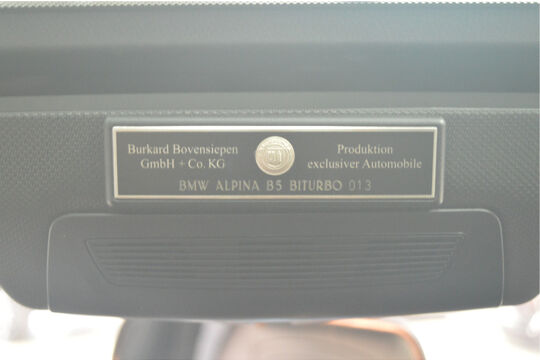 Burkard Bovensiepen
GmbH + Co. KG
Produktion
exclusiver Automobile
BMW ALPINA B5 BITURBO 013